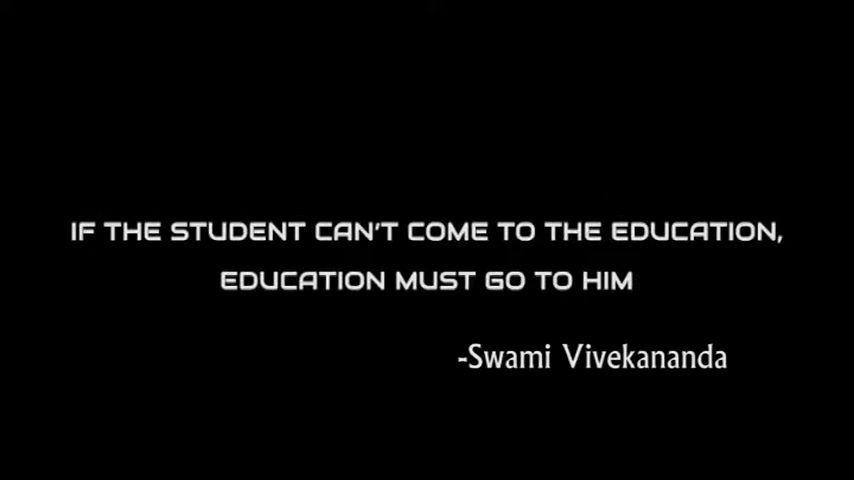 IF THE STUDENT CAN'T COME TO THE EDUCATION,
EDUCATION MUST GO TO HIM
-Swami Vivekananda